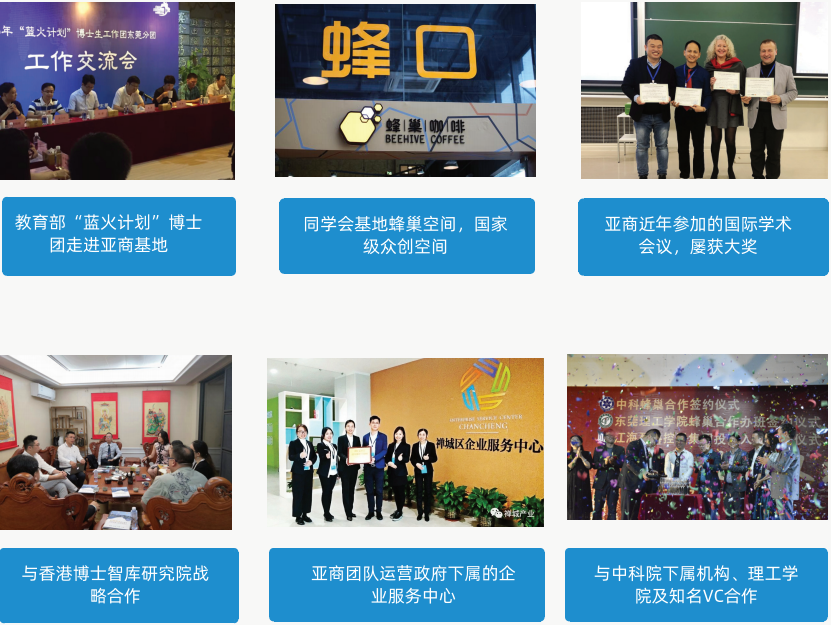 年“蓝火计划”博士生工作团东莞分团
工作交流会
蜂口
蜂巢咖啡
BEEHIVE COFFEE
教育部“蓝火计划”博士
团走进亚商基地
同学会基地蜂巢空间，国家
级众创空间
亚商近年参加的国际学术
会议，屡获大奖
CHANCHENG
禅城区企业服务中心
禅城产业
中科蜂巢合作签约仪式
东莞理工学院蜂巢合作办班签约仪式
与香港博士智库研究院战
略合作
亚商团队运营政府下属的企
业服务中心
与中科院下属机构、理工学
院及知名VC合作